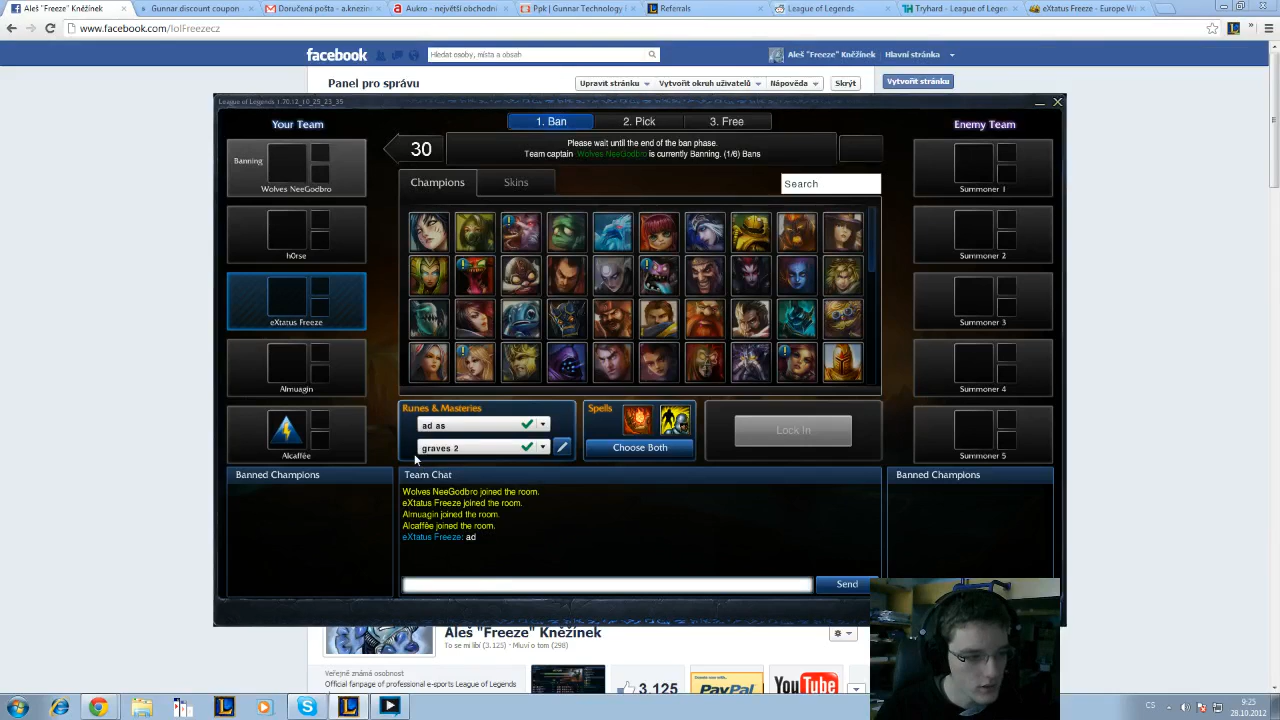 Aleš "Freeze" Kněžínek
Gunnar discount coupon -
Doručená pošta - a.knezin
Aukro - největší obchodní
Ppk | Gunnar Technology
Referrals
League of Legends
Tryhard - League of Legen
eXtatus Freeze - Europe W
www.facebook.com/lolFreezecz
facebook
Hledat osoby, místa a obsah
Aleš "Freeze" Kněžínek
Hlavní stránka
Panel pro správu
Upravit stránku
Vytvořit okruh uživatelů
Nápověda
Skrýt
Vytvořit stránku
League of Legends 1.70.12_10_25_23_35
Your Team
1. Ban
2. Pick
3. Free
Enemy Team
30
Please wait until the end of the ban phase.
Team captain Wolves NeeGodbro is currently Banning. (1/6) Bans
Banning
Wolves NeeGodbro
Champions
Skins
Search
Summoner 1
h0rse
Summoner 2
eXtatus Freeze
Summoner 3
Almuagin
Summoner 4
Alcaffée
Summoner 5
Runes & Masteries
ad as
graves 2
Spells
Choose Both
Lock In
Banned Champions
Team Chat
Banned Champions
Wolves NeeGodbro joined the room.
eXtatus Freeze joined the room.
Almuagin joined the room.
Alcaffée joined the room.
eXtatus Freeze: ad
Send
Aleš "Freeze" Kněžínek
To se mi líbí (3.125) · Mluví o tom (298)
Veřejně známá osobnost
Official fanpage of professional e-sports League of Legends
3.125
PayPal
YouTube
CS
9:25
28.10.2012